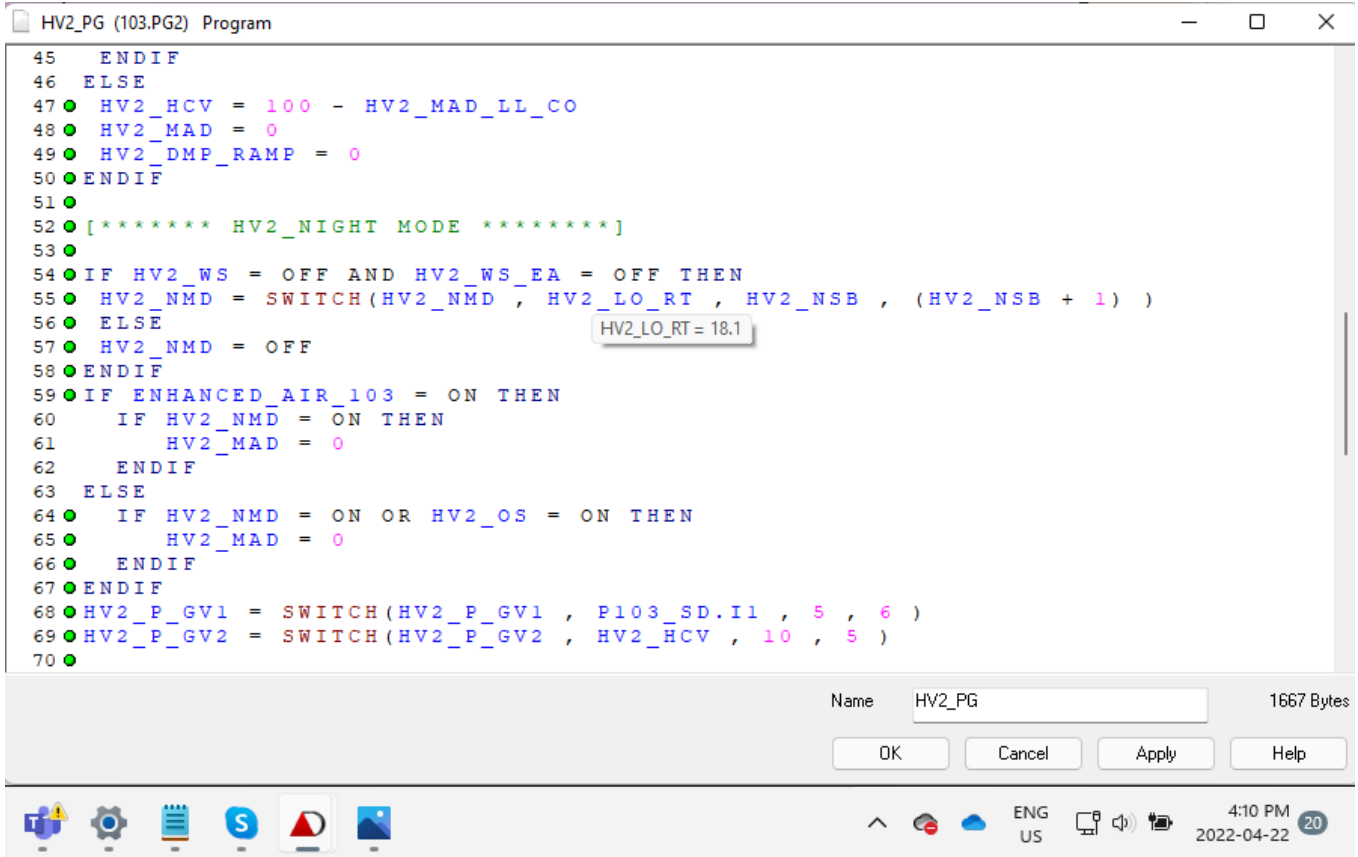 HV2_PG (103.PG2) Program
45 ENDIF
46 ELSE
47 HV2_HCV = 100 - HV2_MAD_LL_CO
48 HV2_MAD = 0
49 HV2_DMP_RAMP = 0
50 ENDIF
51
52 [******* HV2_NIGHT MODE ********]
53
54 IF HV2_WS = OFF AND HV2_WS_EA = OFF THEN
55 HV2_NMD = SWITCH(HV2_NMD , HV2_LO_RT , HV2_NSB , (HV2_NSB + 1) )
56 ELSE
HV2_LO_RT = 18.1
57 HV2_NMD = OFF
58 ENDIF
59 IF ENHANCED_AIR_103 = ON THEN
60 IF HV2_NMD = ON THEN
61 HV2_MAD = 0
62 ENDIF
63 ELSE
64 IF HV2_NMD = ON OR HV2_OS = ON THEN
65 HV2_MAD = 0
66 ENDIF
67 ENDIF
68 HV2_P_GV1 = SWITCH(HV2_P_GV1 , P103_SD.I1 , 5 , 6 )
69 HV2_P_GV2 = SWITCH(HV2_P_GV2 , HV2_HCV , 10 , 5 )
70
Name HV2_PG 1667 Bytes
OK Cancel Apply Help
ENG 4:10 PM
US 2022-04-22 20